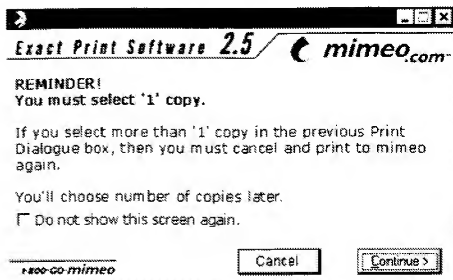 Exact Print Software 2.5
mimeo.com
REMINDER!
You must select '1' copy.
If you select more than '1' copy in the previous Print
Dialogue box, then you must cancel and print to mimeo
again.
You'll choose number of copies later.
Do not show this screen again.
1-800-GO-mimeo
Cancel
Continue >